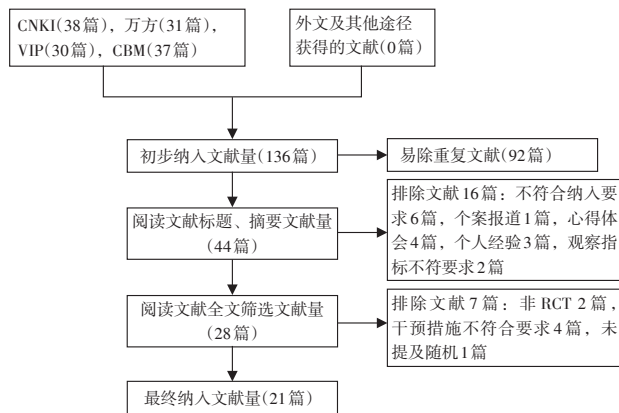 CNKI(38篇)，万方(31篇)，
VIP(30篇)，CBM(37篇)
外文及其他途径
获得的文献(0篇)
初步纳入文献量(136篇)
易除重复文献(92篇)
阅读文献标题、摘要文献量
(44篇)
排除文献16篇：不符合纳入要
求6篇，个案报道1篇，心得体
会4篇，个人经验3篇，观察指
标不符要求2篇
阅读文献全文筛选文献量
(28篇)
排除文献7篇：非RCT 2篇，
干预措施不符合要求4篇，未
提及随机1篇
最终纳入文献量(21篇)